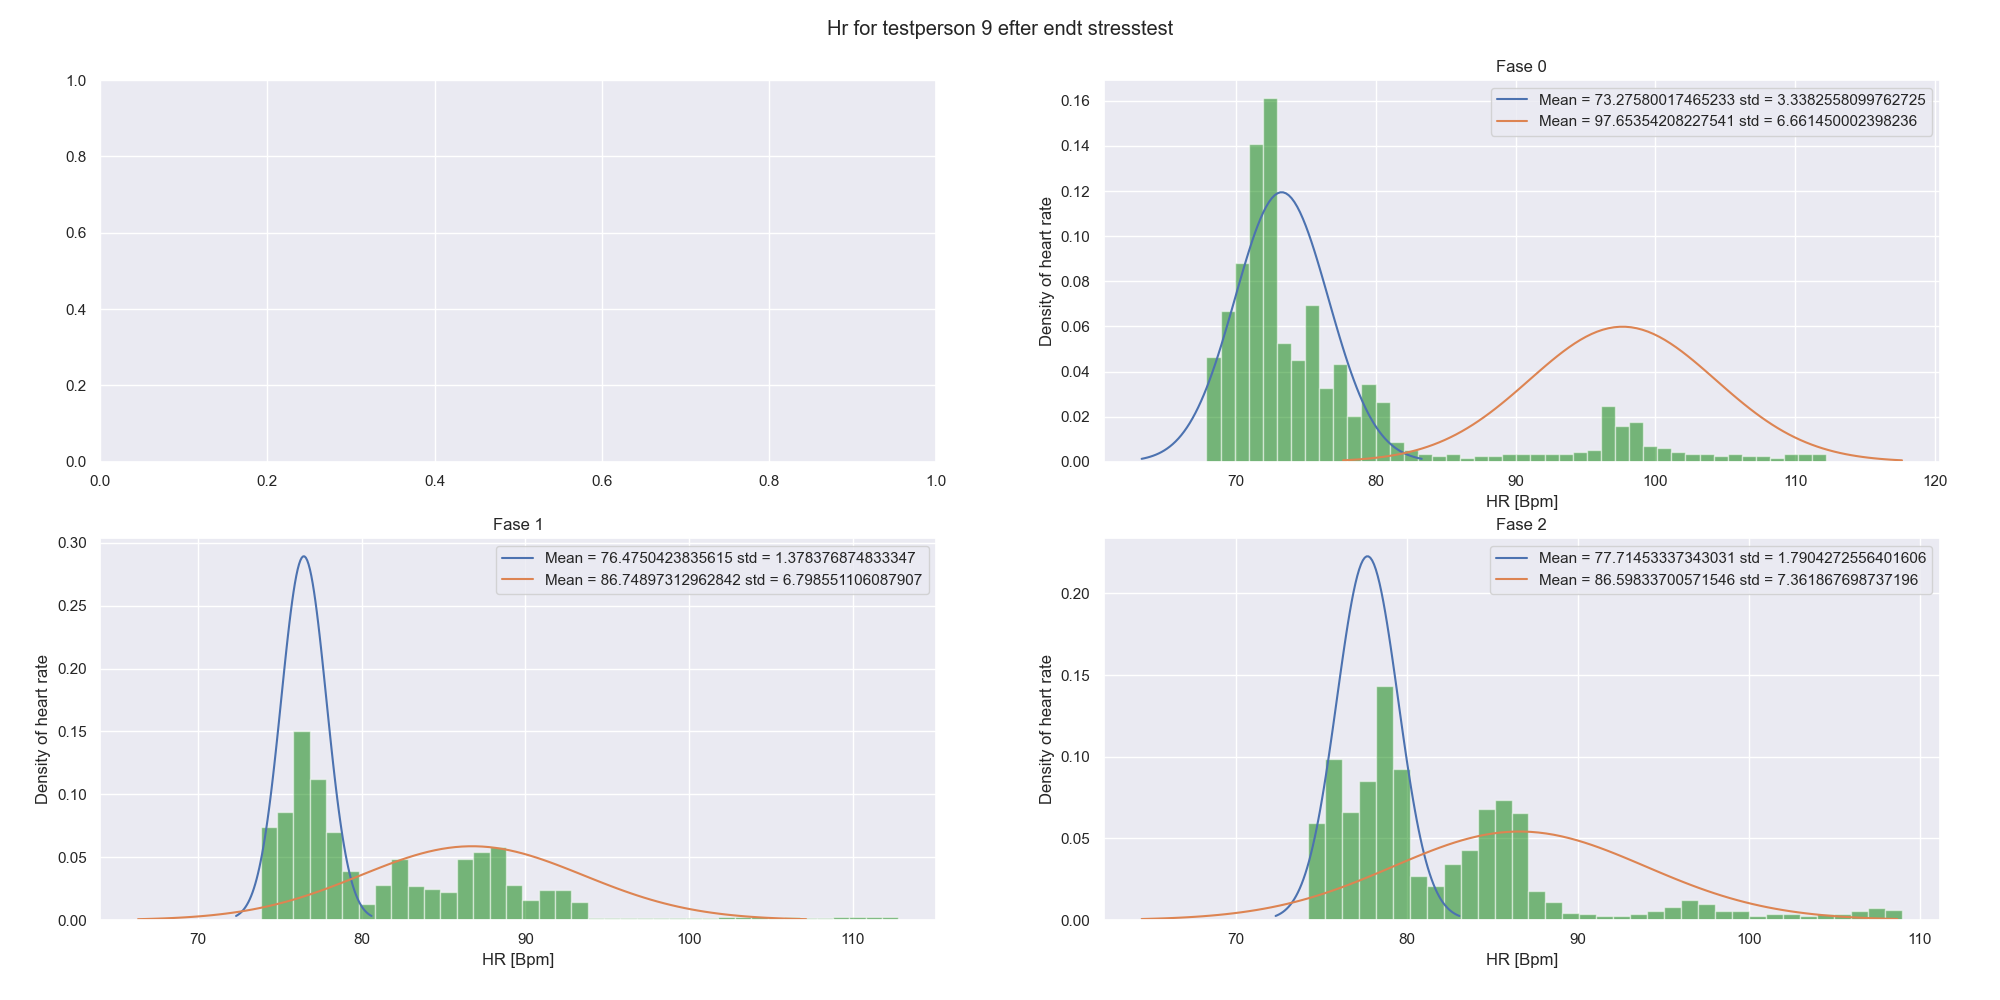 Hr for testperson 9 efter endt stresstest
1.0
0.8
0.6
0.4
0.2
0.0
0.0 0.2 0.4 0.6 0.8 1.0
Fase 0
Mean = 73.27580017465233 std = 3.3382558099762725
Mean = 97.65354208227541 std = 6.661450002398236
Density of heart rate
0.16
0.14
0.12
0.10
0.08
0.06
0.04
0.02
0.00
70 80 90 100 110 120
HR [Bpm]
Fase 1
Mean = 76.4750423835615 std = 1.378376874833347
Mean = 86.74897312962842 std = 6.798551106087907
Density of heart rate
0.30
0.25
0.20
0.15
0.10
0.05
0.00
70 80 90 100 110
HR [Bpm]
Fase 2
Mean = 77.71453337343031 std = 1.7904272556401606
Mean = 86.59833700571546 std = 7.361867698737196
Density of heart rate
0.20
0.15
0.10
0.05
0.00
70 80 90 100 110
HR [Bpm]